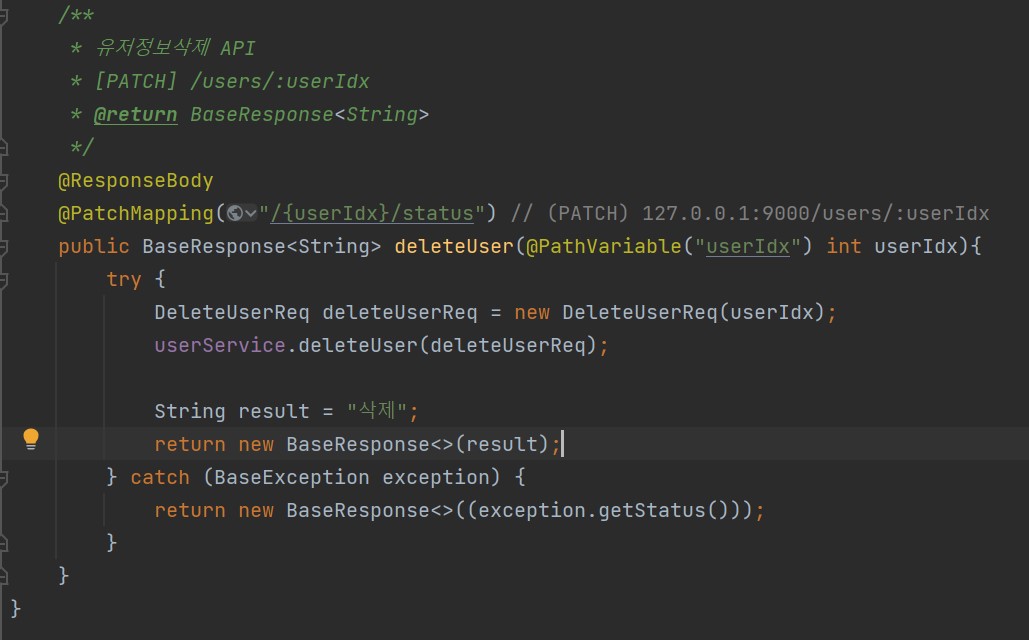 /**
* 유저정보삭제 API
* [PATCH] /users/:userIdx
* @return BaseResponse<String>
*/
@ResponseBody
@PatchMapping("/{userIdx}/status") // (PATCH) 127.0.0.1:9000/users/:userIdx
public BaseResponse<String> deleteUser(@PathVariable("userIdx") int userIdx){
try {
DeleteUserReq deleteUserReq = new DeleteUserReq(userIdx);
userService.deleteUser(deleteUserReq);
String result = "삭제";
return new BaseResponse<>(result);
} catch (BaseException exception) {
return new BaseResponse<>((exception.getStatus()));
}
}
}